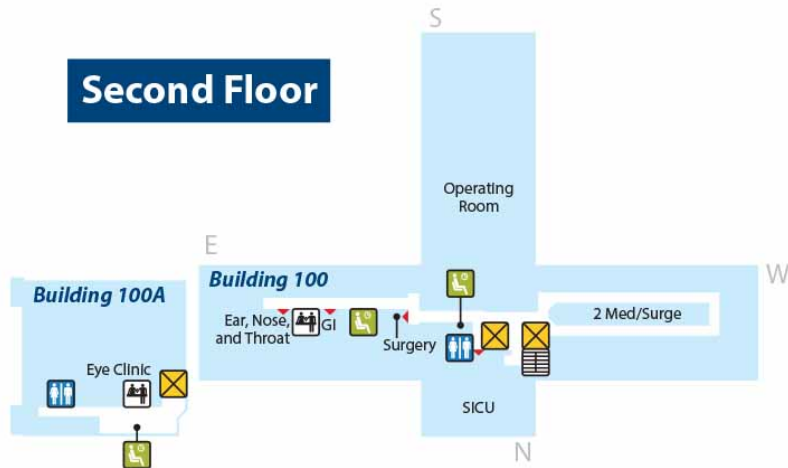 S
Second Floor
Operating
Room
E
W
Building 100
Building 100A
Ear, Nose,
and Throat
GI
Surgery
2 Med/Surge
Eye Clinic
SICU
N